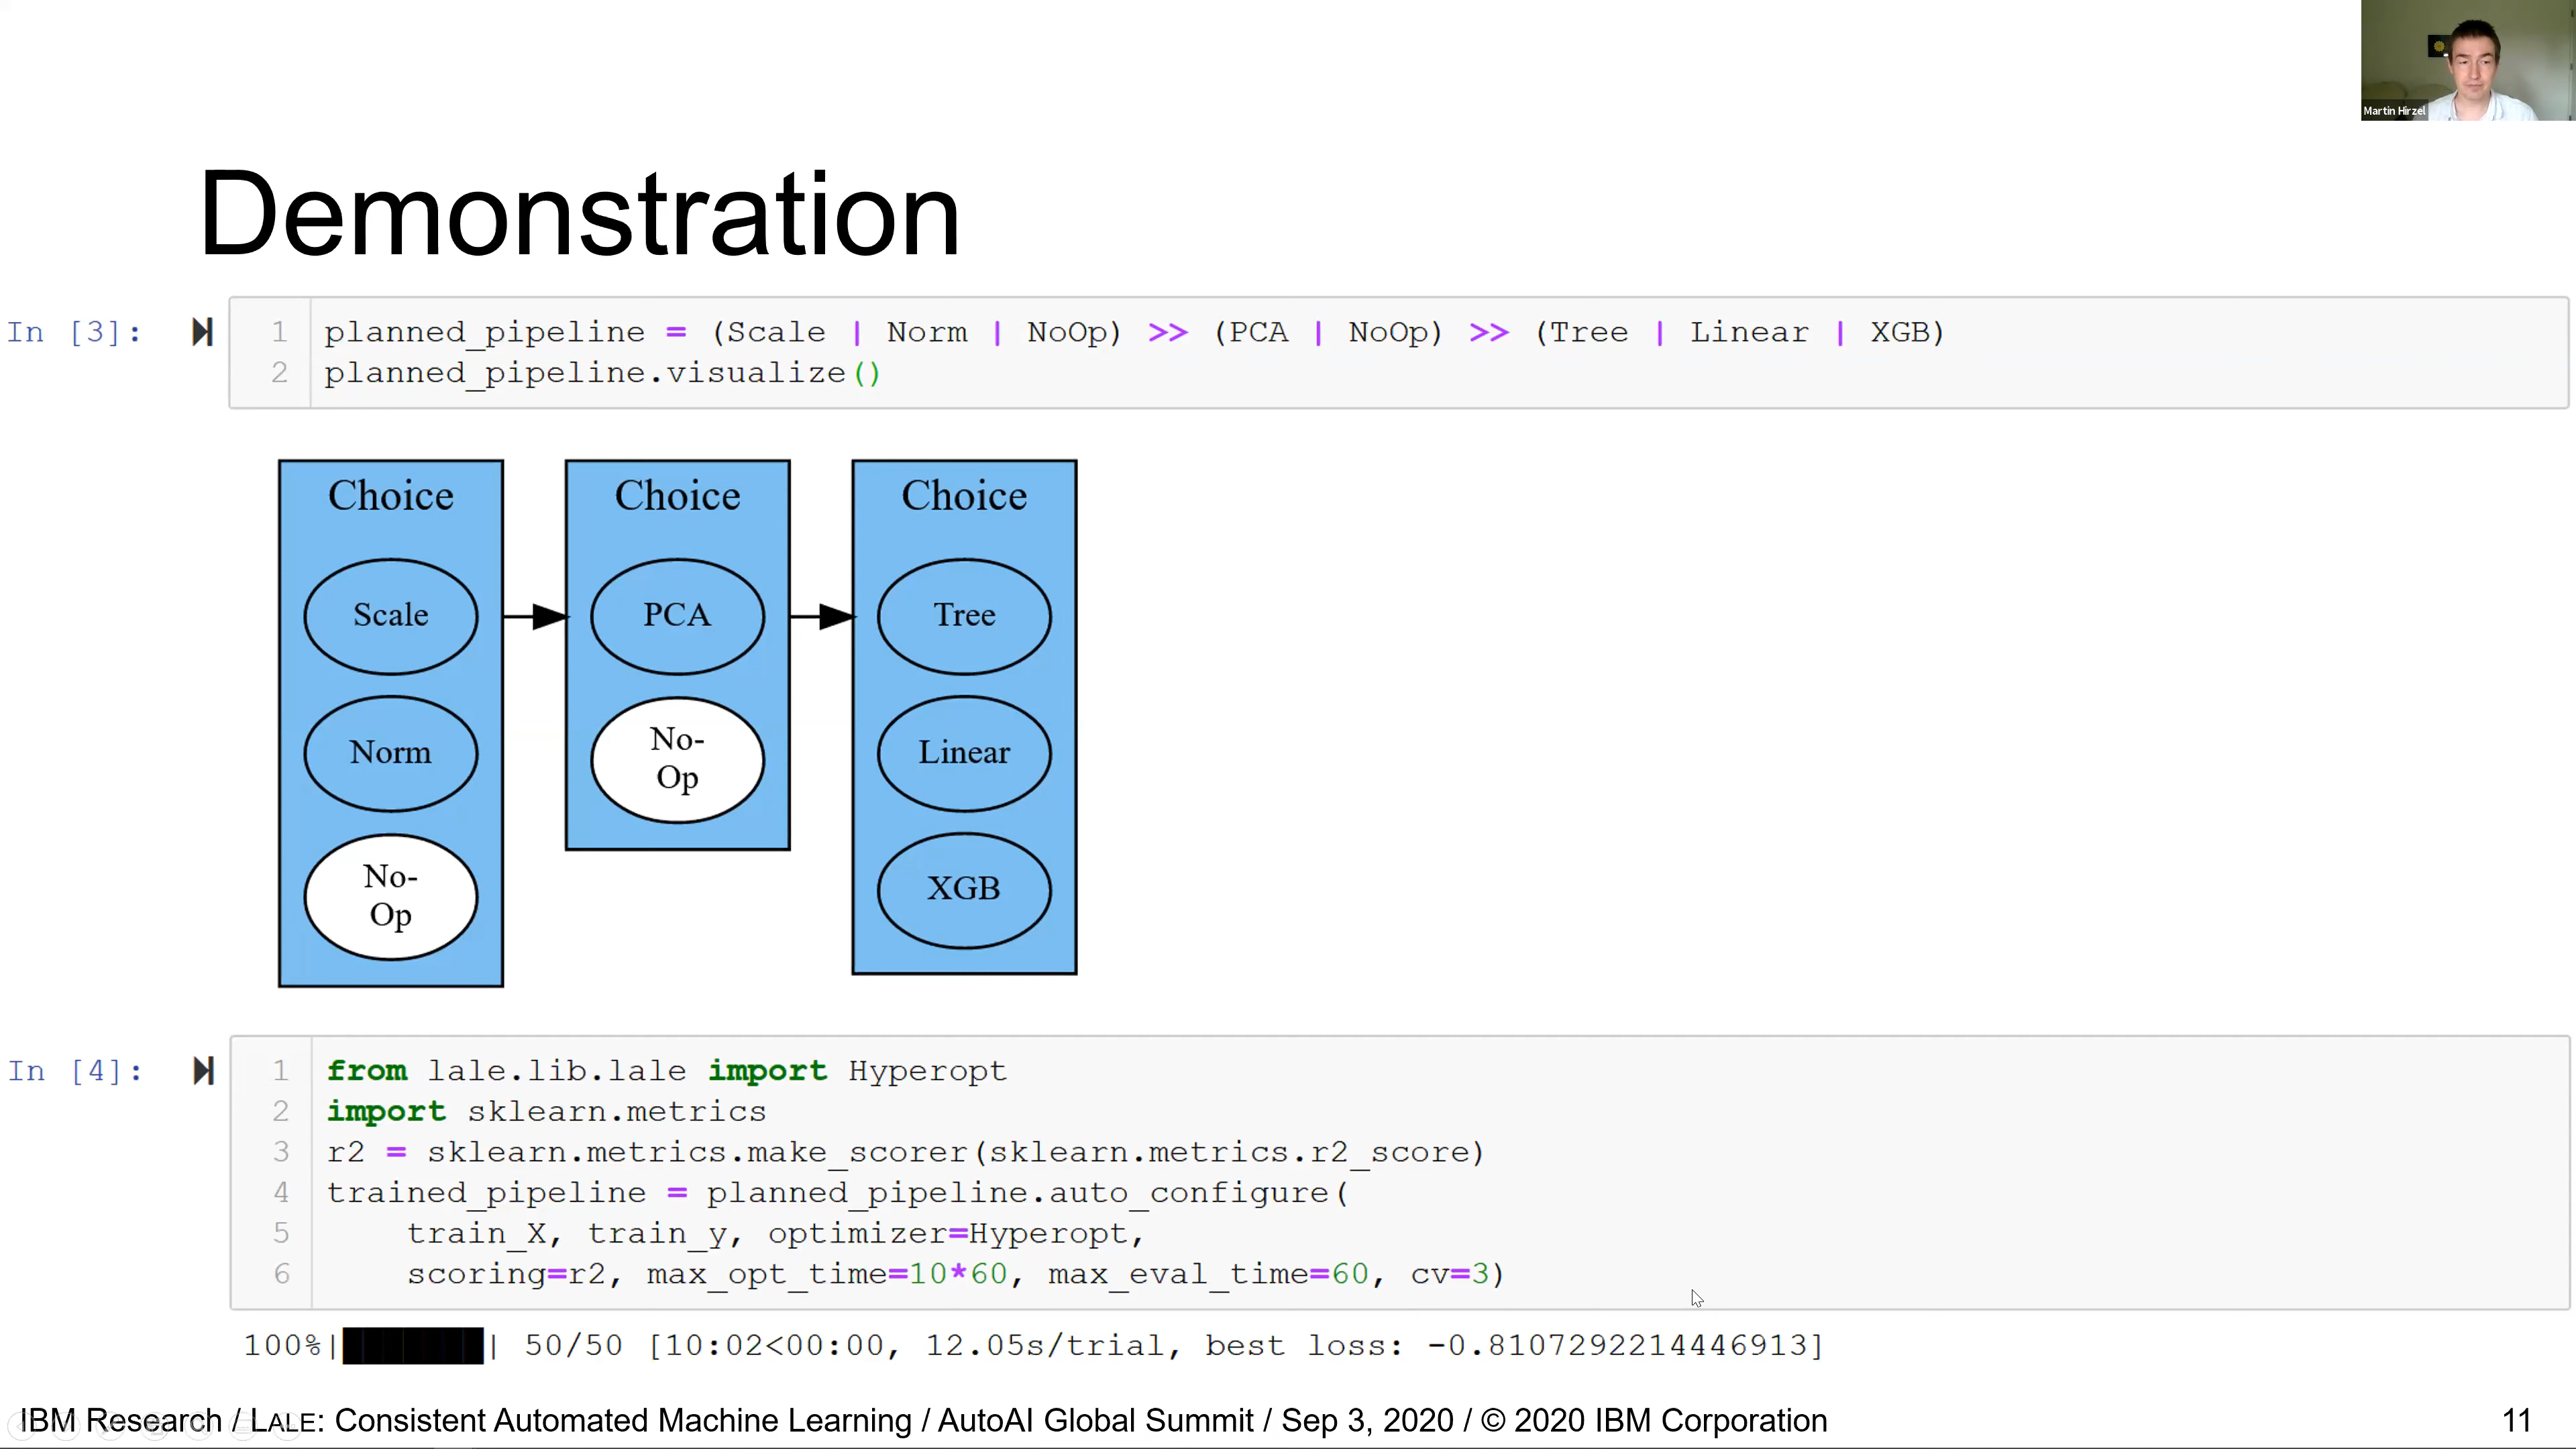 Martin Hirzel
Demonstration
In [3]:
1 planned_pipeline = (Scale | Norm | NoOp) >> (PCA | NoOp) >> (Tree | Linear | XGB)
2 planned_pipeline.visualize()
Choice
Scale
Norm
No-
Op
Choice
PCA
No-
Op
Choice
Tree
Linear
XGB
In [4]:
1 from lale.lib.lale import Hyperopt
2 import sklearn.metrics
3 r2 = sklearn.metrics.make_scorer(sklearn.metrics.r2_score)
4 trained_pipeline = planned_pipeline.auto_configure(
5     train_X, train_y, optimizer=Hyperopt,
6     scoring=r2, max_opt_time=10*60, max_eval_time=60, cv=3)
100%|███████| 50/50 [10:02<00:00, 12.05s/trial, best loss: -0.8107292214446913]
IBM Research / LALE: Consistent Automated Machine Learning / AutoAI Global Summit / Sep 3, 2020 / © 2020 IBM Corporation
11